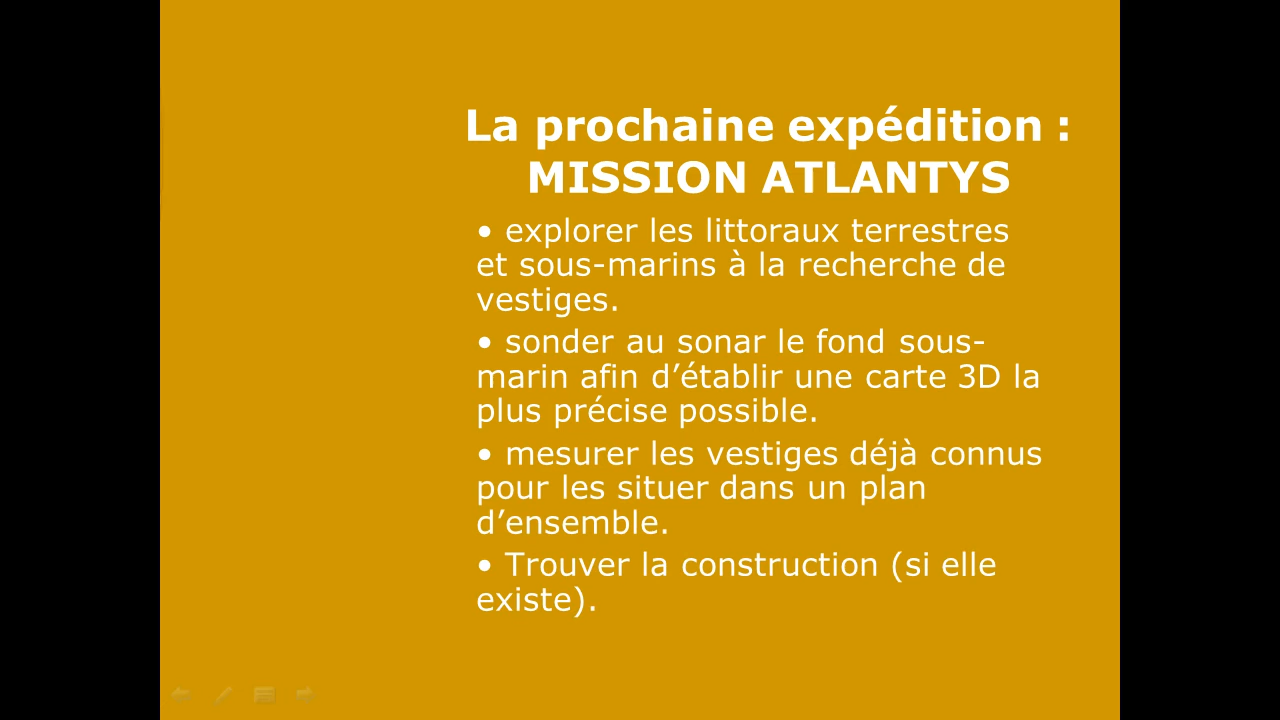 La prochaine expédition :
MISSION ATLANTYS
• explorer les littoraux terrestres
et sous-marins à la recherche de
vestiges.
• sonder au sonar le fond sous-
marin afin d’établir une carte 3D la
plus précise possible.
• mesurer les vestiges déjà connus
pour les situer dans un plan
d’ensemble.
• Trouver la construction (si elle
existe).